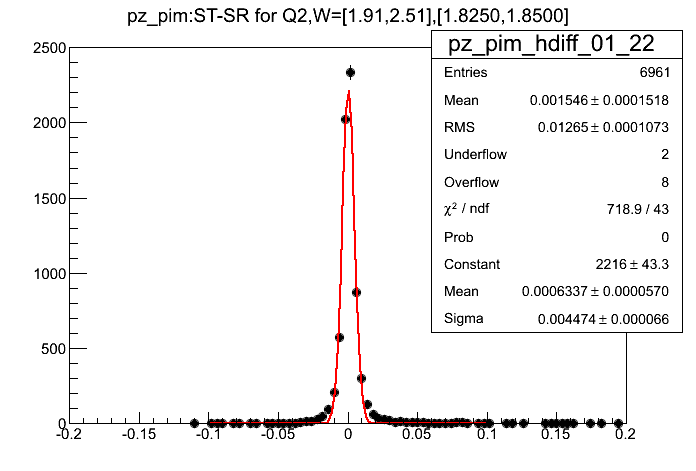 pz_pim:ST-SR for Q2,W=[1.91,2.51],[1.8250,1.8500]
pz_pim_hdiff_01_22
Entries 6961
Mean 0.001546 ± 0.0001518
RMS 0.01265 ± 0.0001073
Underflow 2
Overflow 8
χ² / ndf 718.9 / 43
Prob 0
Constant 2216 ± 43.3
Mean 0.0006337 ± 0.0000570
Sigma 0.004474 ± 0.000066
2500
2000
1500
1000
500
0
-0.2 -0.15 -0.1 -0.05 0 0.05 0.1 0.15 0.2